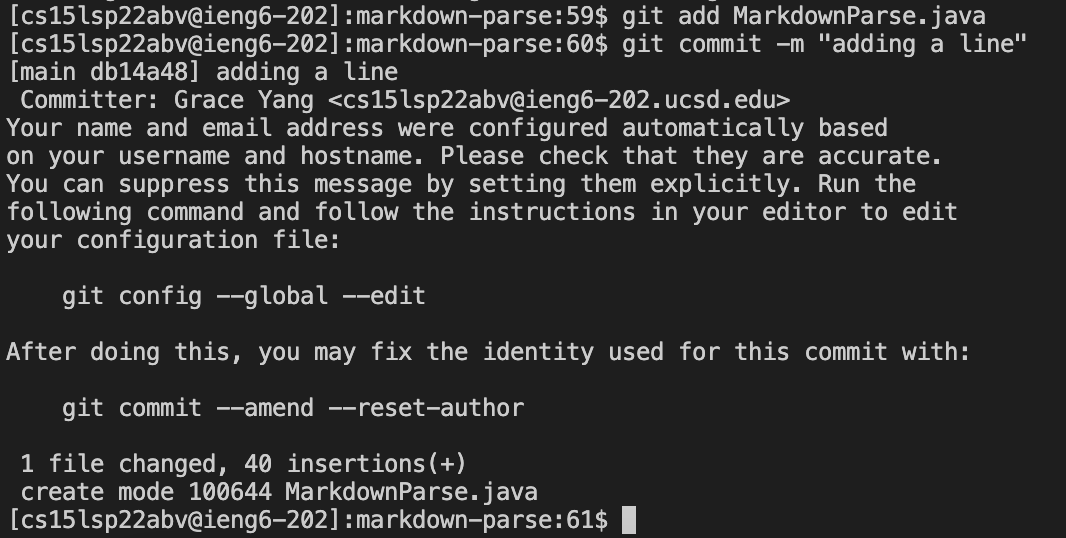 [cs15lsp22abv@ieng6-202]:markdown-parse:59$ git add MarkdownParse.java
[cs15lsp22abv@ieng6-202]:markdown-parse:60$ git commit -m "adding a line"
[main db14a48] adding a line
 Committer: Grace Yang <cs15lsp22abv@ieng6-202.ucsd.edu>
Your name and email address were configured automatically based
on your username and hostname. Please check that they are accurate.
You can suppress this message by setting them explicitly. Run the
following command and follow the instructions in your editor to edit
your configuration file:

    git config --global --edit

After doing this, you may fix the identity used for this commit with:

    git commit --amend --reset-author

 1 file changed, 40 insertions(+)
 create mode 100644 MarkdownParse.java
[cs15lsp22abv@ieng6-202]:markdown-parse:61$